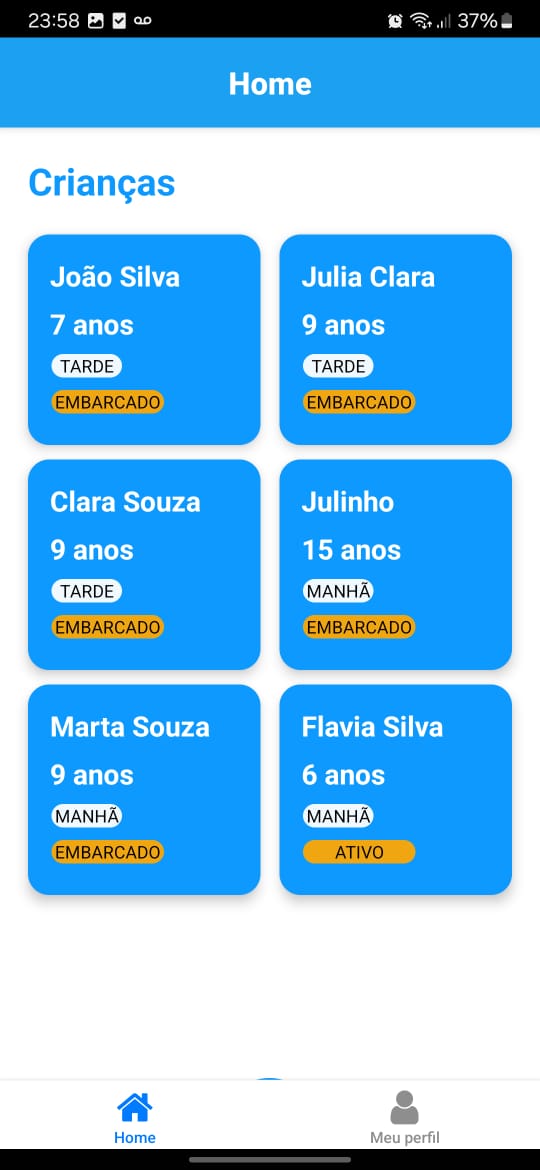 23:58 37%
Home
Crianças
João Silva
7 anos
TARDE
EMBARCADO
Julia Clara
9 anos
TARDE
EMBARCADO
Clara Souza
9 anos
TARDE
EMBARCADO
Julinho
15 anos
MANHÃ
EMBARCADO
Marta Souza
9 anos
MANHÃ
EMBARCADO
Flavia Silva
6 anos
MANHÃ
ATIVO
Home
Meu perfil